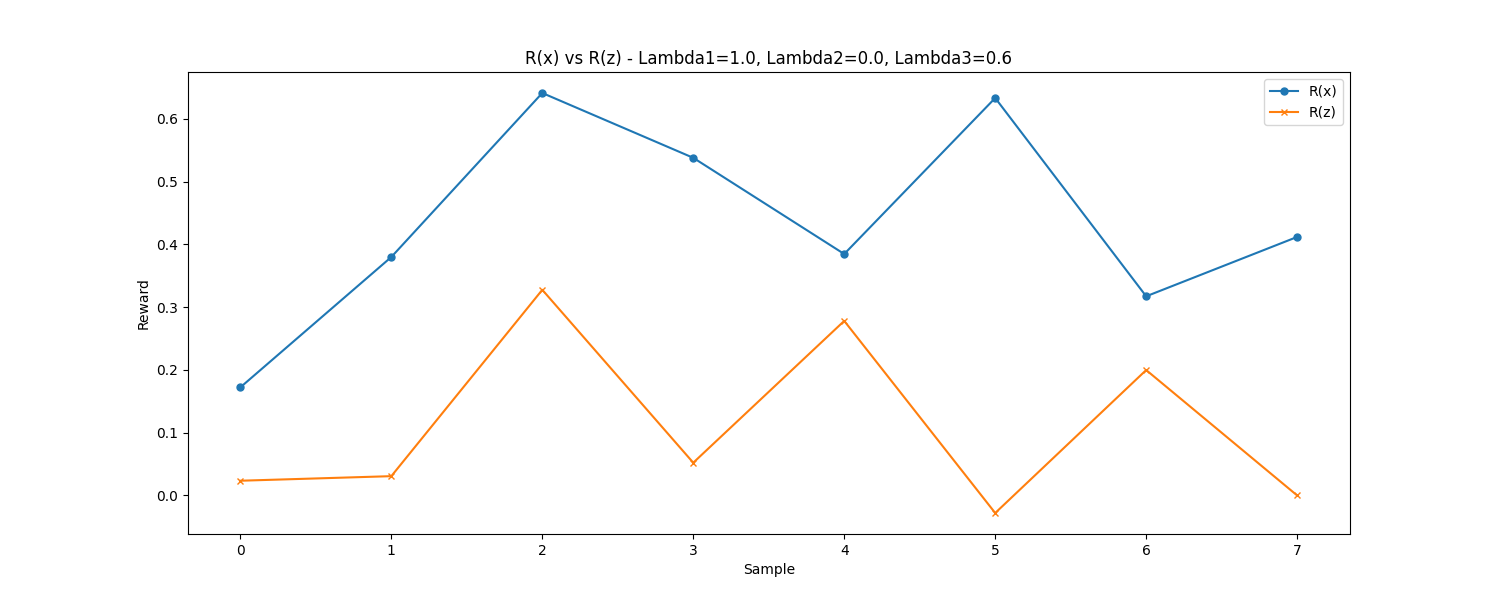 R(x) vs R(z) - Lambda1=1.0, Lambda2=0.0, Lambda3=0.6
R(x)
R(z)
0.6
0.5
0.4
0.3
0.2
0.1
0.0
Reward
0 1 2 3 4 5 6 7
Sample